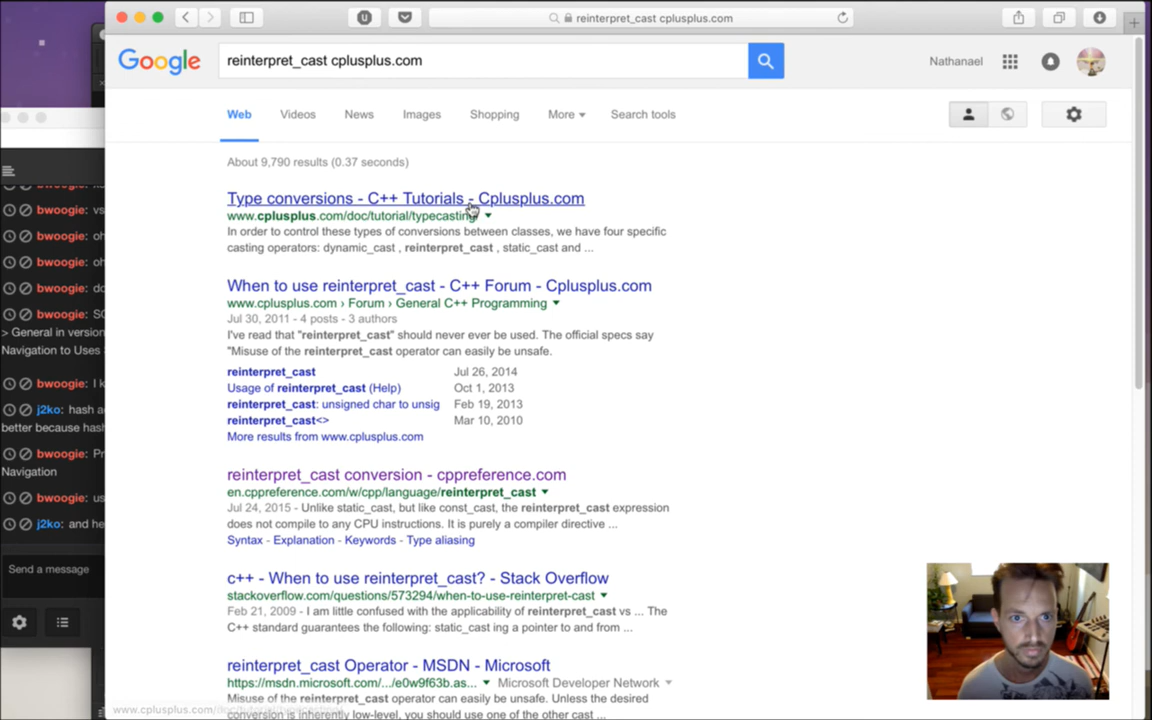 reinterpret_cast cplusplus.com
Google
reinterpret_cast cplusplus.com
Nathanael
Web
Videos
News
Images
Shopping
More
Search tools
About 9,790 results (0.37 seconds)
Type conversions - C++ Tutorials - Cplusplus.com
www.cplusplus.com/doc/tutorial/typecasting/
In order to control these types of conversions between classes, we have four specific
casting operators: dynamic_cast , reinterpret_cast , static_cast and ...
When to use reinterpret_cast - C++ Forum - Cplusplus.com
www.cplusplus.com › Forum › General C++ Programming
Jul 30, 2011 - 4 posts - 3 authors
I've read that "reinterpret_cast" should never ever be used. The official specs say
"Misuse of the reinterpret_cast operator can easily be unsafe.
reinterpret_cast Jul 26, 2014
Usage of reinterpret_cast (Help) Oct 1, 2013
reinterpret_cast: unsigned char to unsig Feb 19, 2013
reinterpret_cast<> Mar 10, 2010
More results from www.cplusplus.com
reinterpret_cast conversion - cppreference.com
en.cppreference.com/w/cpp/language/reinterpret_cast
Jul 24, 2015 - Unlike static_cast, but like const_cast, the reinterpret_cast expression
does not compile to any CPU instructions. It is purely a compiler directive ...
Syntax - Explanation - Keywords - Type aliasing
c++ - When to use reinterpret_cast? - Stack Overflow
stackoverflow.com/questions/573294/when-to-use-reinterpret-cast
Feb 21, 2009 - I am little confused with the applicability of reinterpret_cast vs ... The
C++ standard guarantees the following: static_cast ing a pointer to and from ...
reinterpret_cast Operator - MSDN - Microsoft
https://msdn.microsoft.com/.../e0w9f63b.as... Microsoft Developer Network
Misuse of the reinterpret_cast operator can easily be unsafe. Unless the desired
conversion is inherently low-level, you should use one of the other cast ...
bwoogie: vs
bwoogie: oh
bwoogie: oh
bwoogie: do
bwoogie: SC
> General in version
Navigation to Uses
bwoogie: I k
j2ko: hash a
better because hash
bwoogie: Pr
Navigation
bwoogie: us
j2ko: and he
Send a message